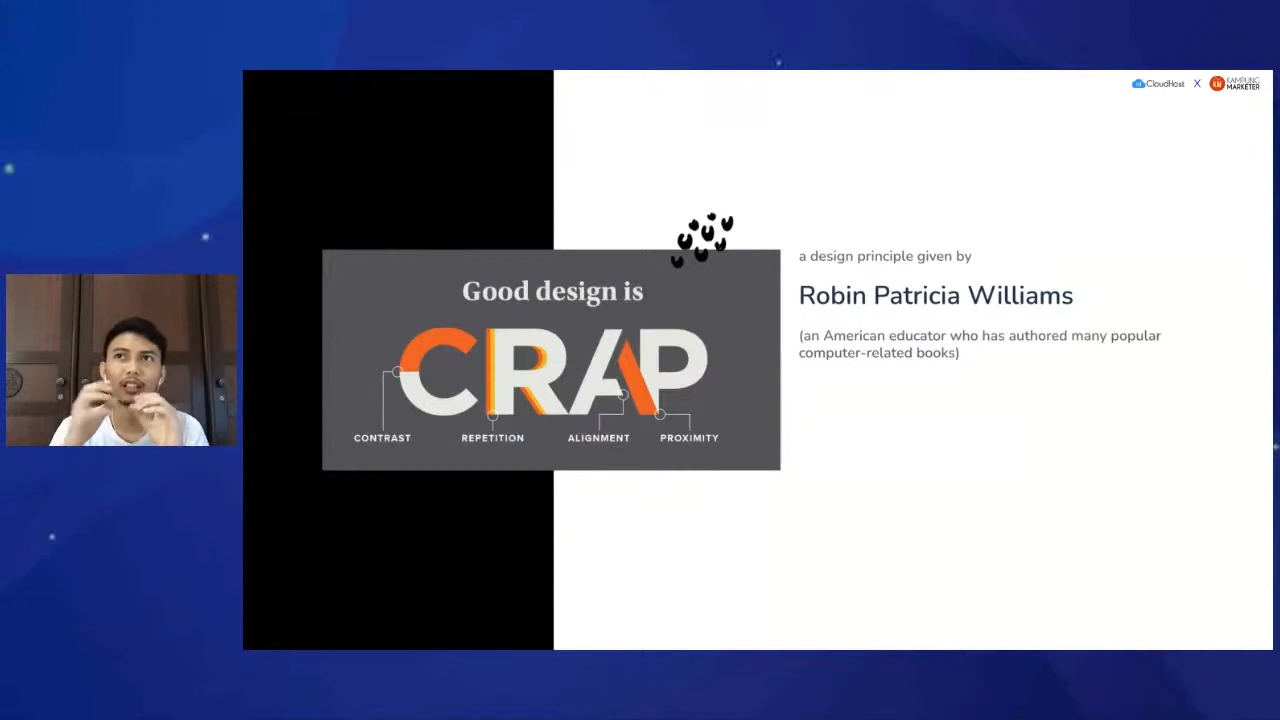 CloudHost X KAMPUNG MARKETER
Good design is
CRAP
CONTRAST REPETITION ALIGNMENT PROXIMITY
a design principle given by
Robin Patricia Williams
(an American educator who has authored many popular
computer-related books)